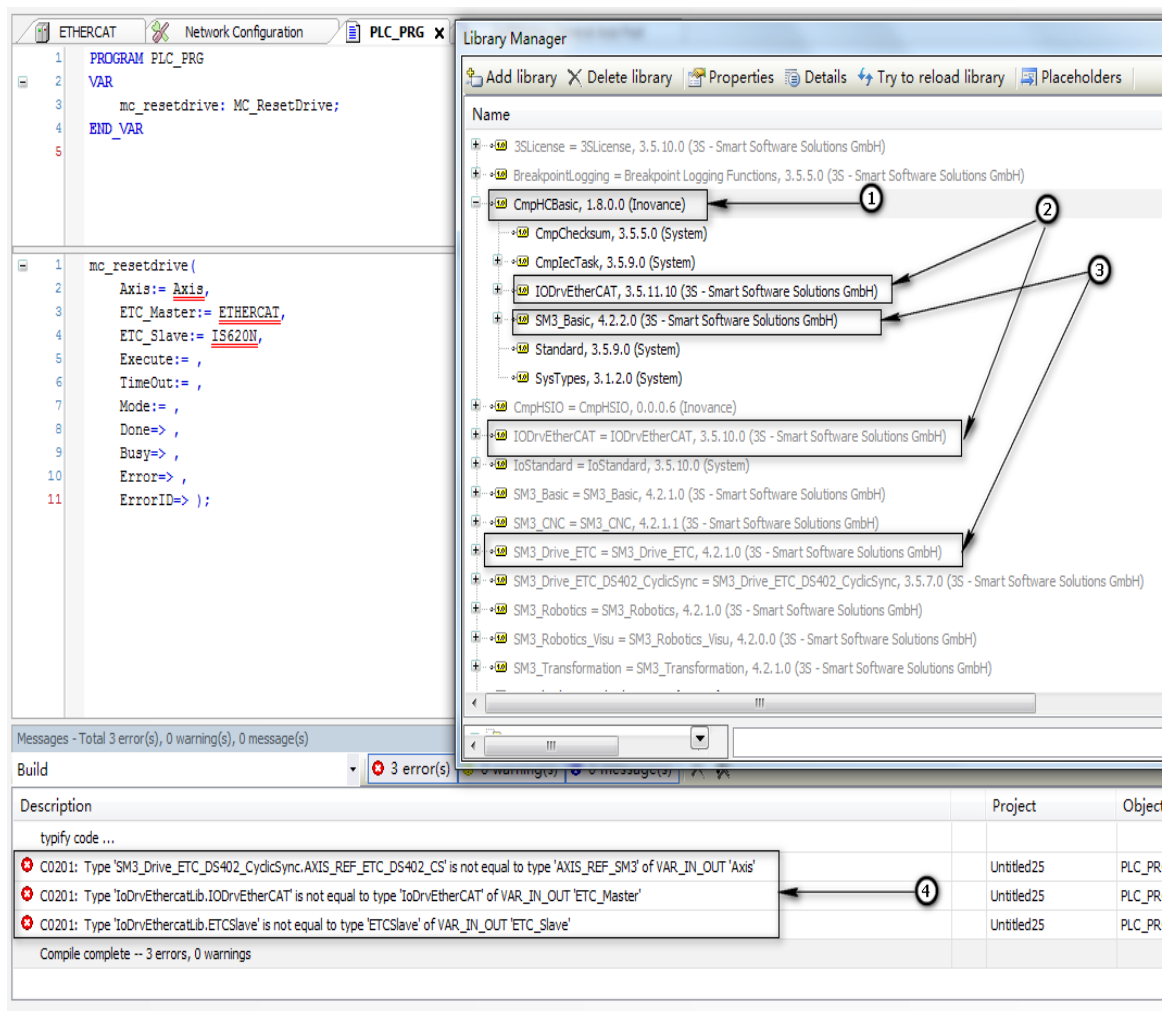 ETHERCAT
Network Configuration
PLC_PRG x
1 PROGRAM PLC_PRG
2 VAR
3 mc_resetdrive: MC_ResetDrive;
4 END_VAR
5
1 mc_resetdrive(
2 Axis:= Axis,
3 ETC_Master:= ETHERCAT,
4 ETC_Slave:= IS620N,
5 Execute:= ,
6 TimeOut:= ,
7 Mode:= ,
8 Done=> ,
9 Busy=> ,
10 Error=> ,
11 ErrorID=> );
Library Manager
Add library Delete library Properties Details Try to reload library Placeholders
Name
3SLicense = 3SLicense, 3.5.10.0 (3S - Smart Software Solutions GmbH)
BreakpointLogging = Breakpoint Logging Functions, 3.5.5.0 (3S - Smart Software Solutions GmbH)
CmpHCBasic, 1.8.0.0 (Inovance)
1
CmpChecksum, 3.5.5.0 (System)
2
CmpIecTask, 3.5.9.0 (System)
3
IODrvEtherCAT, 3.5.11.10 (3S - Smart Software Solutions GmbH)
SM3_Basic, 4.2.2.0 (3S - Smart Software Solutions GmbH)
Standard, 3.5.9.0 (System)
SysTypes, 3.1.2.0 (System)
CmpHSIO = CmpHSIO, 0.0.0.6 (Inovance)
IODrvEtherCAT = IODrvEtherCAT, 3.5.10.0 (3S - Smart Software Solutions GmbH)
IoStandard = IoStandard, 3.5.10.0 (System)
SM3_Basic = SM3_Basic, 4.2.1.0 (3S - Smart Software Solutions GmbH)
SM3_CNC = SM3_CNC, 4.2.1.1 (3S - Smart Software Solutions GmbH)
SM3_Drive_ETC = SM3_Drive_ETC, 4.2.1.0 (3S - Smart Software Solutions GmbH)
SM3_Drive_ETC_DS402_CyclicSync = SM3_Drive_ETC_DS402_CyclicSync, 3.5.7.0 (3S - Smart Software Solutions GmbH)
SM3_Robotics = SM3_Robotics, 4.2.1.0 (3S - Smart Software Solutions GmbH)
SM3_Robotics_Visu = SM3_Robotics_Visu, 4.2.0.0 (3S - Smart Software Solutions GmbH)
SM3_Transformation = SM3_Transformation, 4.2.1.0 (3S - Smart Software Solutions GmbH)
Messages - Total 3 error(s), 0 warning(s), 0 message(s)
Build
3 error(s) 0 warning(s) 0 message(s)
Description Project Object
typify code ...
C0201: Type 'SM3_Drive_ETC_DS402_CyclicSync.AXIS_REF_ETC_DS402_CS' is not equal to type 'AXIS_REF_SM3' of VAR_IN_OUT 'Axis' Untitled25 PLC_PR
C0201: Type 'IoDrvEthercatLib.IODrvEtherCAT' is not equal to type 'IoDrvEtherCAT' of VAR_IN_OUT 'ETC_Master' Untitled25 PLC_PR
4
C0201: Type 'IoDrvEthercatLib.ETCSlave' is not equal to type 'ETCSlave' of VAR_IN_OUT 'ETC_Slave' Untitled25 PLC_PR
Compile complete -- 3 errors, 0 warnings